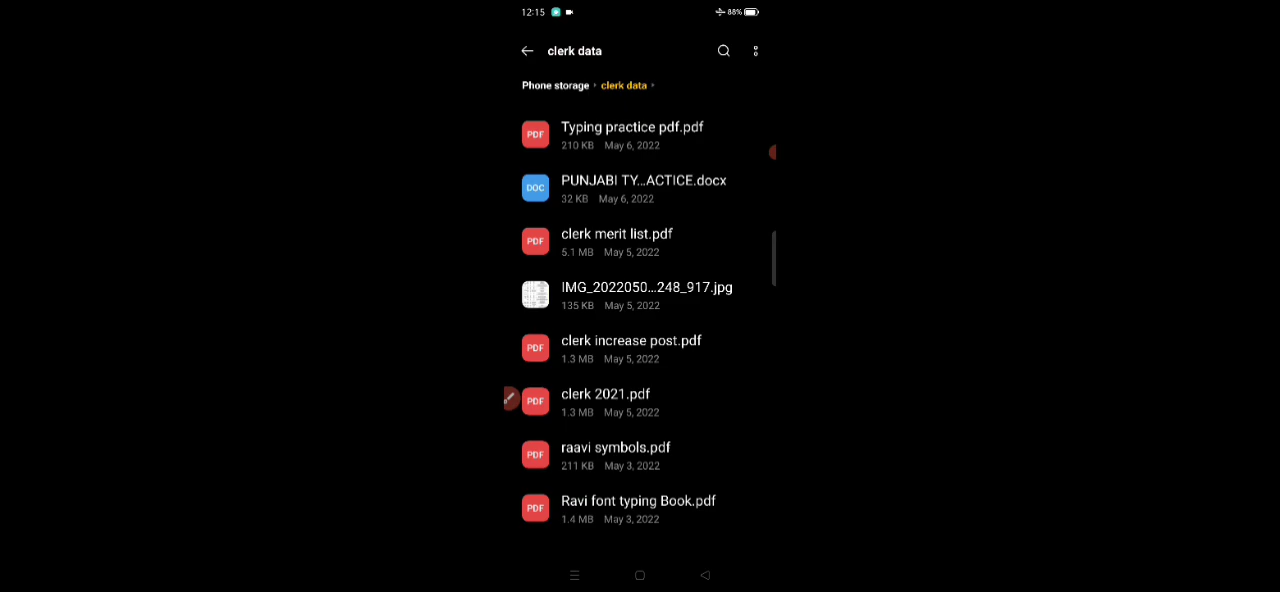 12:15 88%
clerk data
Phone storage clerk data
Typing practice pdf.pdf
PDF
210 KB May 6, 2022
PUNJABI TY...ACTICE.docx
DOC
32 KB May 6, 2022
clerk merit list.pdf
PDF
5.1 MB May 5, 2022
IMG_2022050...248_917.jpg
135 KB May 5, 2022
clerk increase post.pdf
PDF
1.3 MB May 5, 2022
clerk 2021.pdf
PDF
1.3 MB May 5, 2022
raavi symbols.pdf
PDF
211 KB May 3, 2022
Ravi font typing Book.pdf
PDF
1.4 MB May 3, 2022